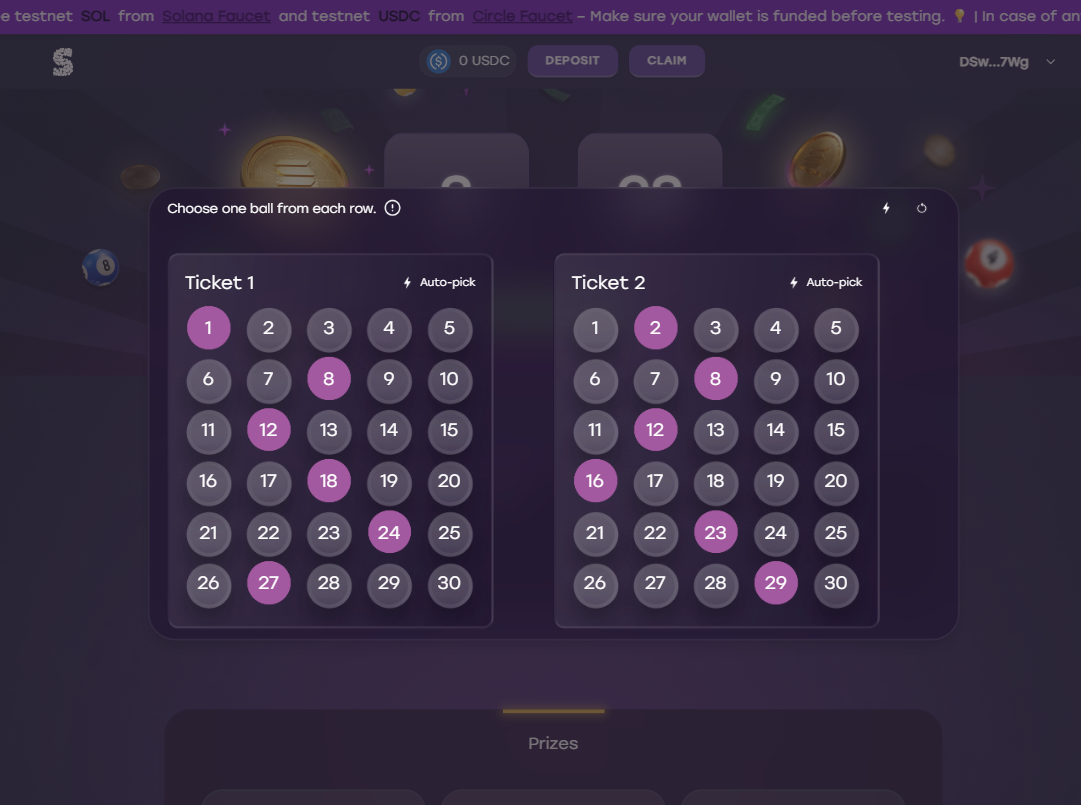 e testnet SOL from Solana Faucet and testnet USDC from Circle Faucet – Make sure your wallet is funded before testing. 💡 | In case of an
S
0 USDC DEPOSIT CLAIM DSw...7Wg
Choose one ball from each row.
Ticket 1 Auto-pick
1 2 3 4 5
6 7 8 9 10
11 12 13 14 15
16 17 18 19 20
21 22 23 24 25
26 27 28 29 30
Ticket 2 Auto-pick
1 2 3 4 5
6 7 8 9 10
11 12 13 14 15
16 17 18 19 20
21 22 23 24 25
26 27 28 29 30
8
Prizes